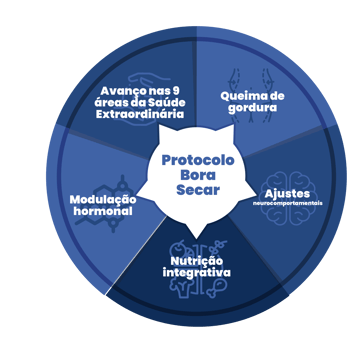 Avanço nas 9
áreas da Saúde
Extraordinária
Queima de
gordura
Protocolo
Bora
Secar
Modulação
hormonal
Ajustes
neurocomportamentais
Nutrição
integrativa